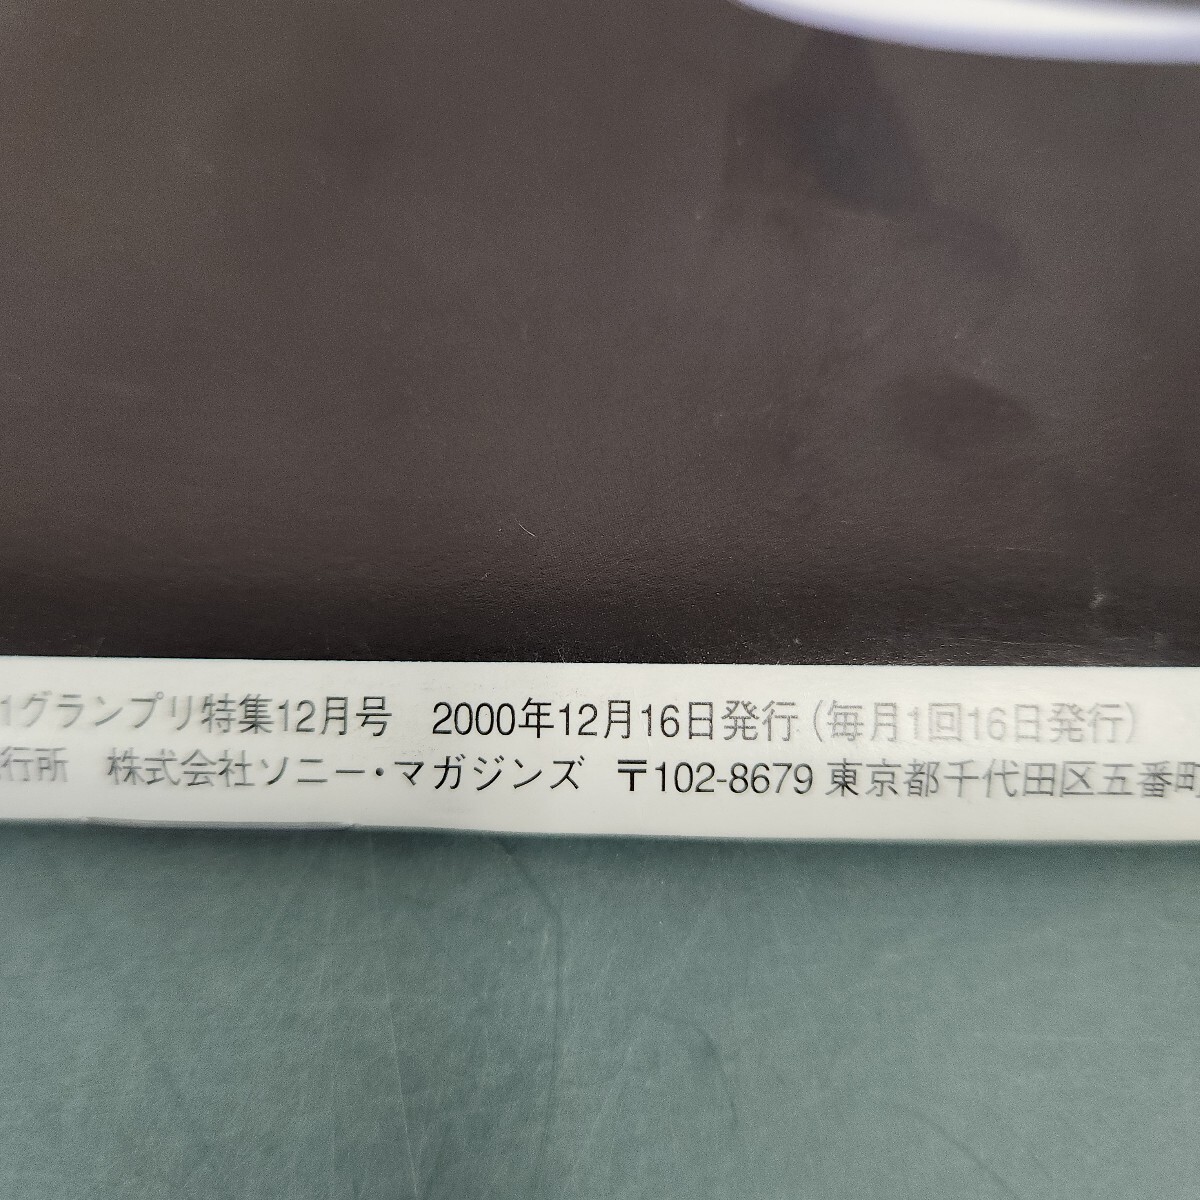 1グランプリ特集12月号　2000年12月16日発行（毎月1回16日発行）
行所　株式会社ソニー・マガジンズ　〒102-8679 東京都千代田区五番町